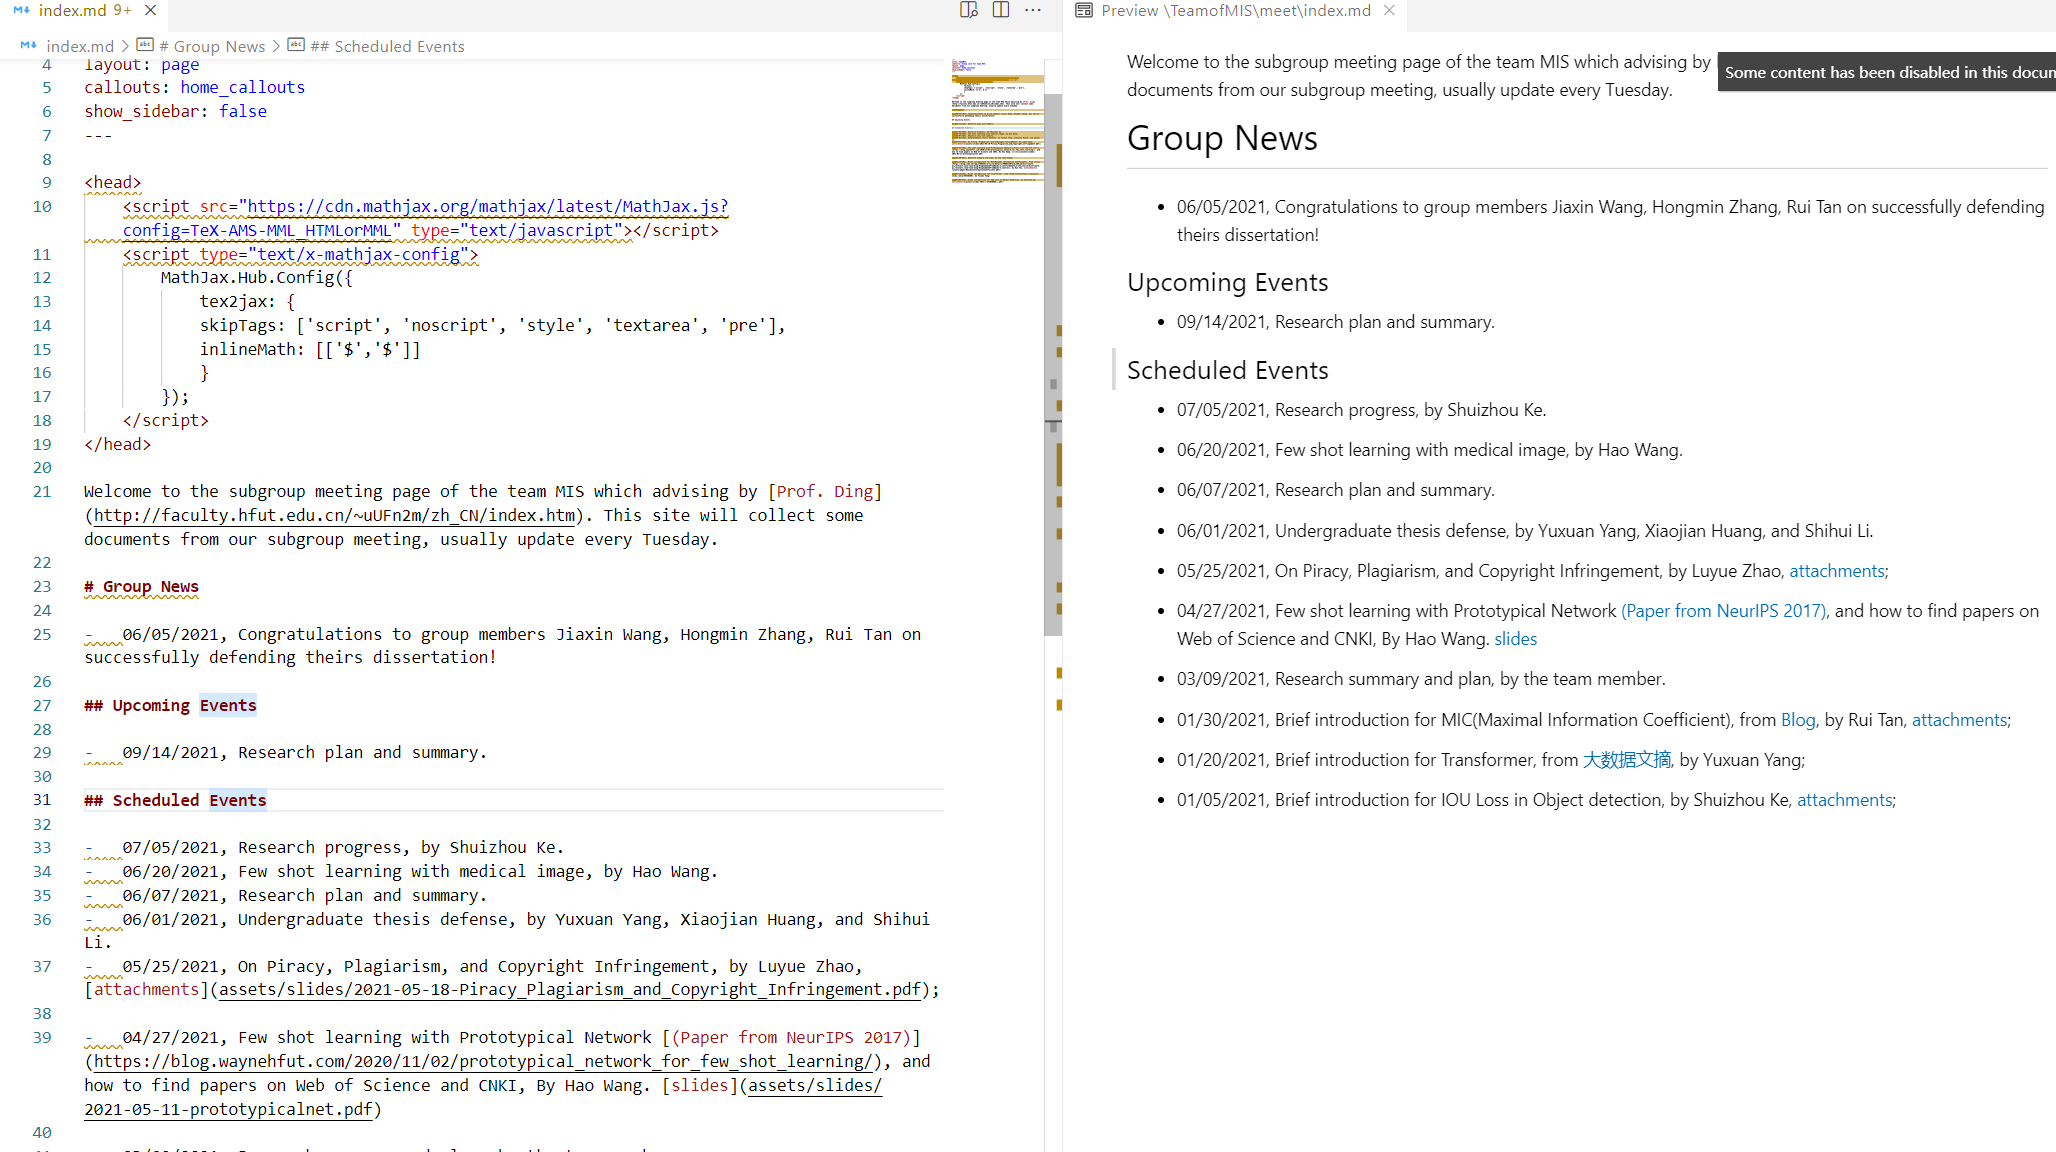 index.md 9+
index.md > # Group News > ## Scheduled Events
4 layout: page
5 callouts: home_callouts
6 show_sidebar: false
7 ---
8
9 <head>
10 <script src="https://cdn.mathjax.org/mathjax/latest/MathJax.js?
config=TeX-AMS-MML_HTMLorMML" type="text/javascript"></script>
11 <script type="text/x-mathjax-config">
12 MathJax.Hub.Config({
13 tex2jax: {
14 skipTags: ['script', 'noscript', 'style', 'textarea', 'pre'],
15 inlineMath: [['$','$']]
16 }
17 });
18 </script>
19 </head>
20
21 Welcome to the subgroup meeting page of the team MIS which advising by [Prof. Ding]
(http://faculty.hfut.edu.cn/~uUFn2m/zh_CN/index.htm). This site will collect some
documents from our subgroup meeting, usually update every Tuesday.
22
23 # Group News
24
25 - 06/05/2021, Congratulations to group members Jiaxin Wang, Hongmin Zhang, Rui Tan on
successfully defending theirs dissertation!
26
27 ## Upcoming Events
28
29 - 09/14/2021, Research plan and summary.
30
31 ## Scheduled Events
32
33 - 07/05/2021, Research progress, by Shuizhou Ke.
34 - 06/20/2021, Few shot learning with medical image, by Hao Wang.
35 - 06/07/2021, Research plan and summary.
36 - 06/01/2021, Undergraduate thesis defense, by Yuxuan Yang, Xiaojian Huang, and Shihui
Li.
37 - 05/25/2021, On Piracy, Plagiarism, and Copyright Infringement, by Luyue Zhao,
[attachments](assets/slides/2021-05-18-Piracy_Plagiarism_and_Copyright_Infringement.pdf);
38
39 - 04/27/2021, Few shot learning with Prototypical Network [(Paper from NeurIPS 2017)]
(https://blog.waynehfut.com/2020/11/02/prototypical_network_for_few_shot_learning/), and
how to find papers on Web of Science and CNKI, By Hao Wang. [slides](assets/slides/
2021-05-11-prototypicalnet.pdf)
40
Preview \TeamofMIS\meet\index.md
Welcome to the subgroup meeting page of the team MIS which advising by
Some content has been disabled in this docum
documents from our subgroup meeting, usually update every Tuesday.
Group News
• 06/05/2021, Congratulations to group members Jiaxin Wang, Hongmin Zhang, Rui Tan on successfully defending
theirs dissertation!
Upcoming Events
• 09/14/2021, Research plan and summary.
Scheduled Events
• 07/05/2021, Research progress, by Shuizhou Ke.
• 06/20/2021, Few shot learning with medical image, by Hao Wang.
• 06/07/2021, Research plan and summary.
• 06/01/2021, Undergraduate thesis defense, by Yuxuan Yang, Xiaojian Huang, and Shihui Li.
• 05/25/2021, On Piracy, Plagiarism, and Copyright Infringement, by Luyue Zhao, attachments;
• 04/27/2021, Few shot learning with Prototypical Network (Paper from NeurIPS 2017), and how to find papers on
Web of Science and CNKI, By Hao Wang. slides
• 03/09/2021, Research summary and plan, by the team member.
• 01/30/2021, Brief introduction for MIC(Maximal Information Coefficient), from Blog, by Rui Tan, attachments;
• 01/20/2021, Brief introduction for Transformer, from 大数据文摘, by Yuxuan Yang;
• 01/05/2021, Brief introduction for IOU Loss in Object detection, by Shuizhou Ke, attachments;